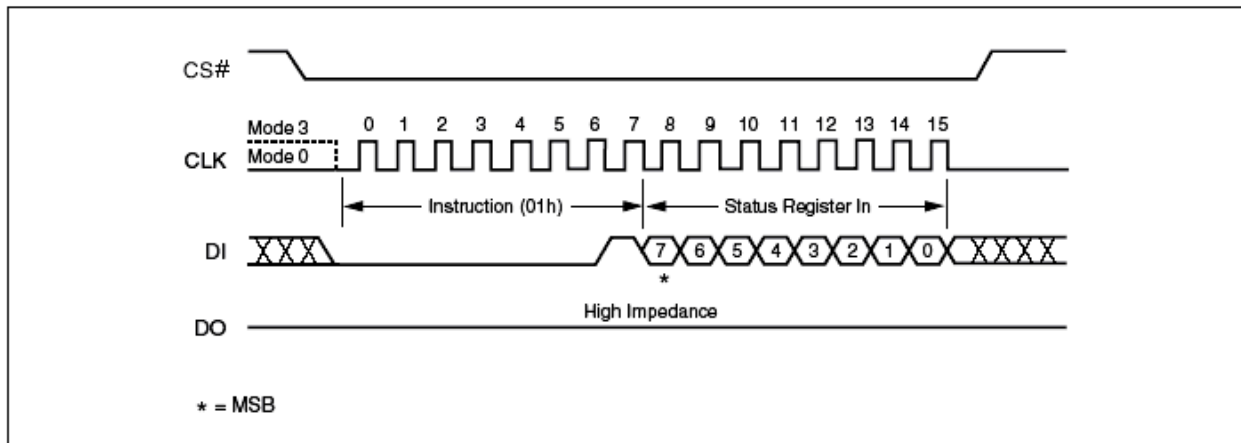 CS#
Mode 3 0 1 2 3 4 5 6 7 8 9 10 11 12 13 14 15
CLK Mode 0
Instruction (01h) Status Register In
DI 7 6 5 4 3 2 1 0
*
High Impedance
DO
* = MSB